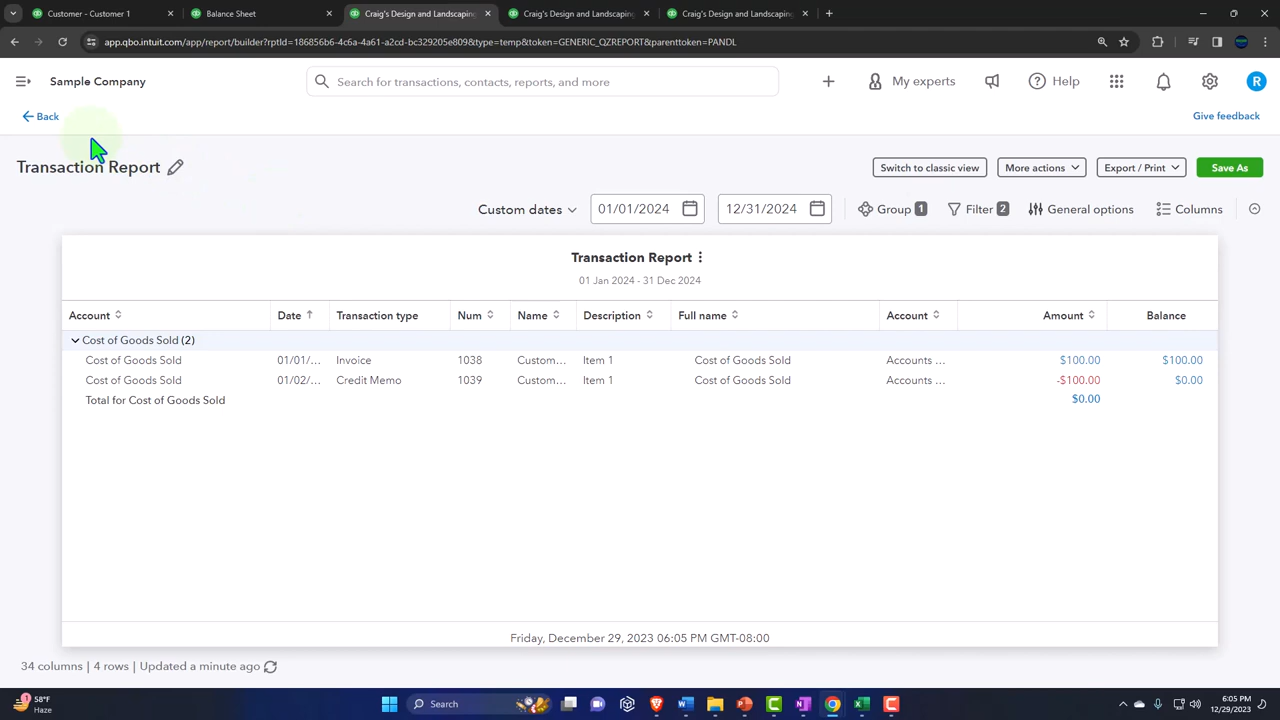 Customer - Customer 1
Balance Sheet
Craig's Design and Landscaping
Craig's Design and Landscaping
Craig's Design and Landscaping
app.qbo.intuit.com/app/report/builder?rptId=186856b6-4c4a-4a61-a2cd-bc329205e809&type=temp&token=GENERIC_QZREPORT&parenttoken=PANDL
Sample Company
Search for transactions, contacts, reports, and more
My experts
Help
R
Back
Give feedback
Transaction Report
Switch to classic view
More actions
Export / Print
Save As
Custom dates
01/01/2024
12/31/2024
Group 1
Filter 2
General options
Columns
Transaction Report
01 Jan 2024 - 31 Dec 2024
Account Date Transaction type Num Name Description Full name Account Amount Balance
Cost of Goods Sold (2)
Cost of Goods Sold 01/01/... Invoice 1038 Custom... Item 1 Cost of Goods Sold Accounts ... $100.00 $100.00
Cost of Goods Sold 01/02/... Credit Memo 1039 Custom... Item 1 Cost of Goods Sold Accounts ... -$100.00 $0.00
Total for Cost of Goods Sold $0.00
Friday, December 29, 2023 06:05 PM GMT-08:00
34 columns | 4 rows | Updated a minute ago
1
58°F
Haze
Search
6:05 PM
12/29/2023